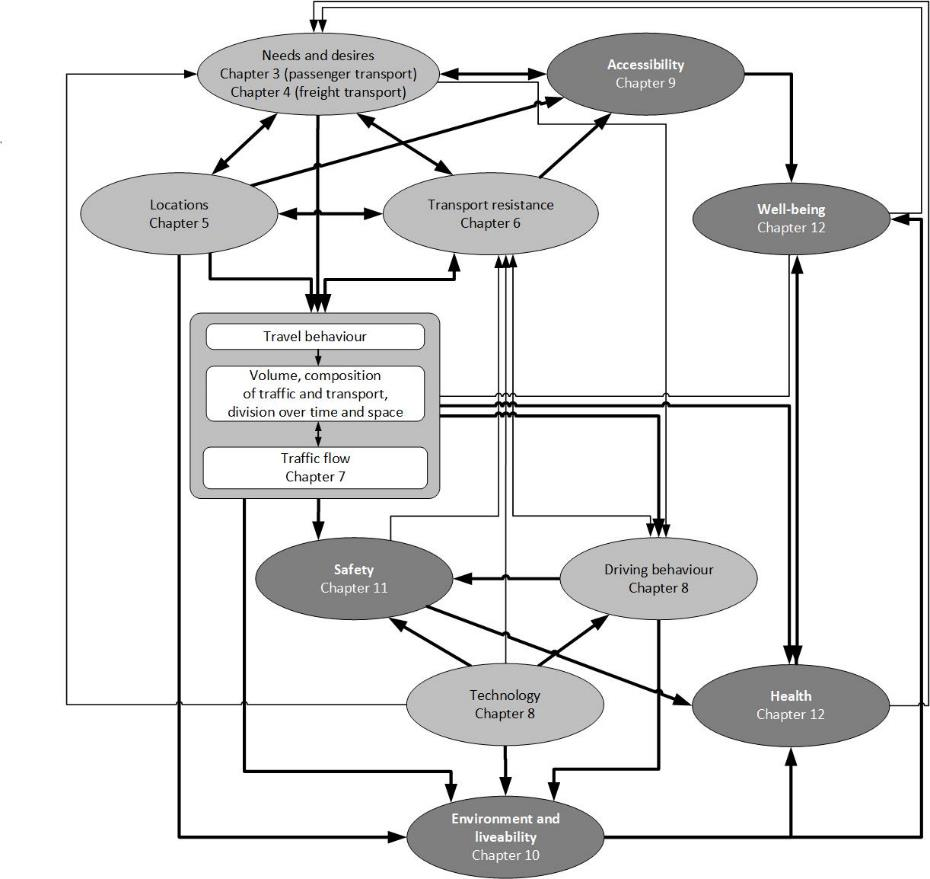 Needs and desires
Chapter 3 (passenger transport)
Chapter 4 (freight transport)
Accessibility
Chapter 9
Locations
Chapter 5
Transport resistance
Chapter 6
Well-being
Chapter 12
Travel behaviour
Volume, composition
of traffic and transport,
division over time and space
Traffic flow
Chapter 7
Safety
Chapter 11
Driving behaviour
Chapter 8
Technology
Chapter 8
Health
Chapter 12
Environment and
liveability
Chapter 10